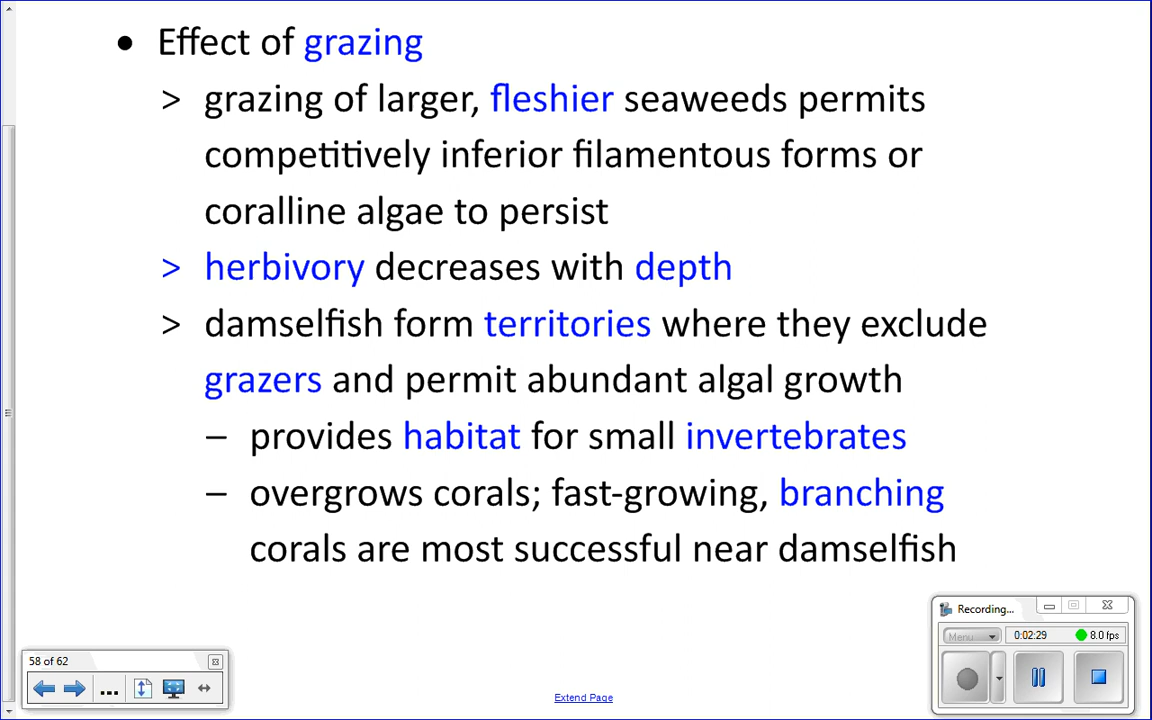 • Effect of grazing
> grazing of larger, fleshier seaweeds permits
competitively inferior filamentous forms or
coralline algae to persist
> herbivory decreases with depth
> damselfish form territories where they exclude
grazers and permit abundant algal growth
– provides habitat for small invertebrates
– overgrows corals; fast-growing, branching
corals are most successful near damselfish
Recording...
Menu 0:02:29 8.0 fps
58 of 62
...
Extend Page